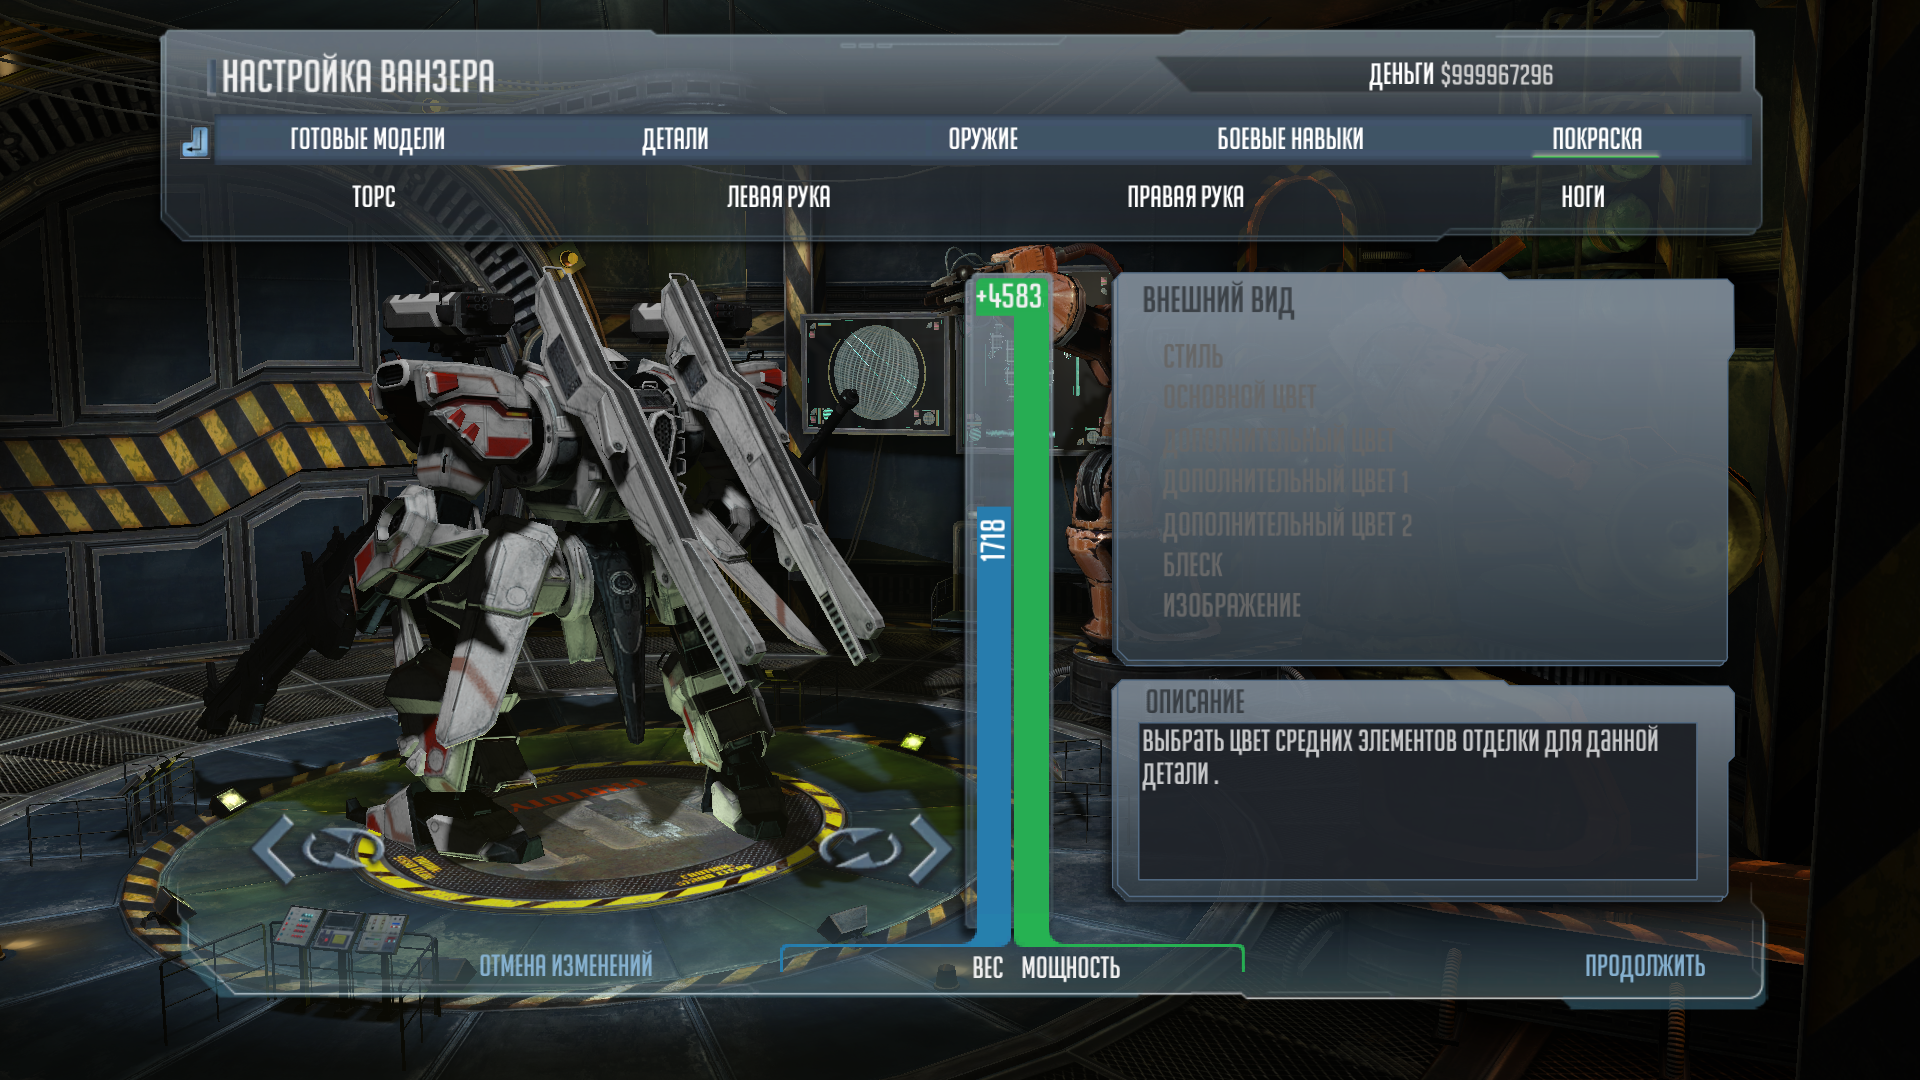 НАСТРОЙКА ВАНЗЕРА
ДЕНЬГИ $999967296
ГОТОВЫЕ МОДЕЛИ ДЕТАЛИ ОРУЖИЕ БОЕВЫЕ НАВЫКИ ПОКРАСКА
ТОРС ЛЕВАЯ РУКА ПРАВАЯ РУКА НОГИ
+4583
1718
ВНЕШНИЙ ВИД
СТИЛЬ
ОСНОВНОЙ ЦВЕТ
ДОПОЛНИТЕЛЬНЫЙ ЦВЕТ 1
ДОПОЛНИТЕЛЬНЫЙ ЦВЕТ 2
БЛЕСК
ИЗОБРАЖЕНИЕ
ОПИСАНИЕ
ВЫБРАТЬ ЦВЕТ СРЕДНИХ ЭЛЕМЕНТОВ ОТДЕЛКИ ДЛЯ ДАННОЙ
ДЕТАЛИ .
ОТМЕНА ИЗМЕНЕНИЙ
ВЕС МОЩНОСТЬ
ПРОДОЛЖИТЬ